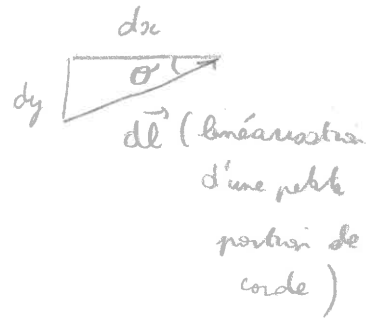 dx
θ
dy
d𝓁⃗ (linéarisation
d'une petite
portion de
corde)